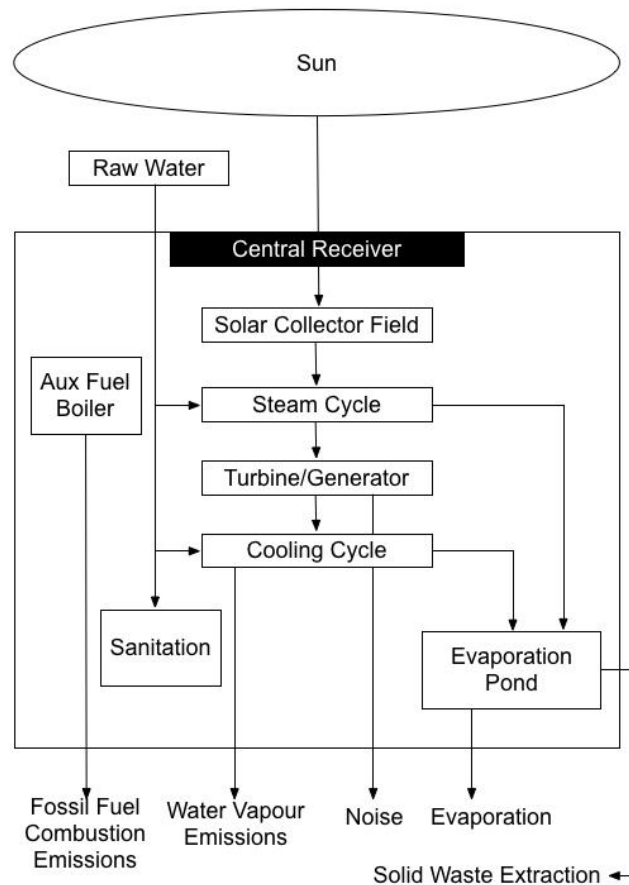 Sun
Raw Water
Central Receiver
Solar Collector Field
Aux Fuel
Boiler
Steam Cycle
Turbine/Generator
Cooling Cycle
Sanitation
Evaporation
Pond
Fossil Fuel
Combustion
Emissions
Water Vapour
Emissions
Noise
Evaporation
Solid Waste Extraction